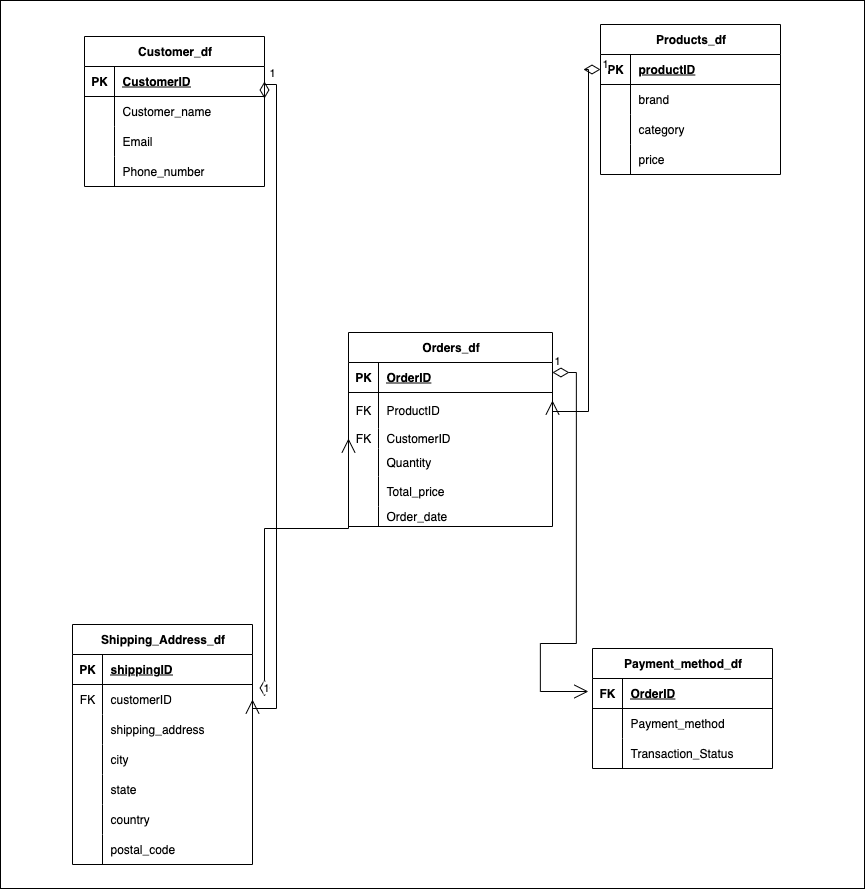 Customer_df
1
PK CustomerID
Customer_name
Email
Phone_number
Products_df
1
PK productID
brand
category
price
Orders_df
1
PK OrderID
FK ProductID
FK CustomerID
Quantity
Total_price
Order_date
Shipping_Address_df
PK shippingID
1
FK customerID
shipping_address
city
state
country
postal_code
Payment_method_df
FK OrderID
Payment_method
Transaction_Status